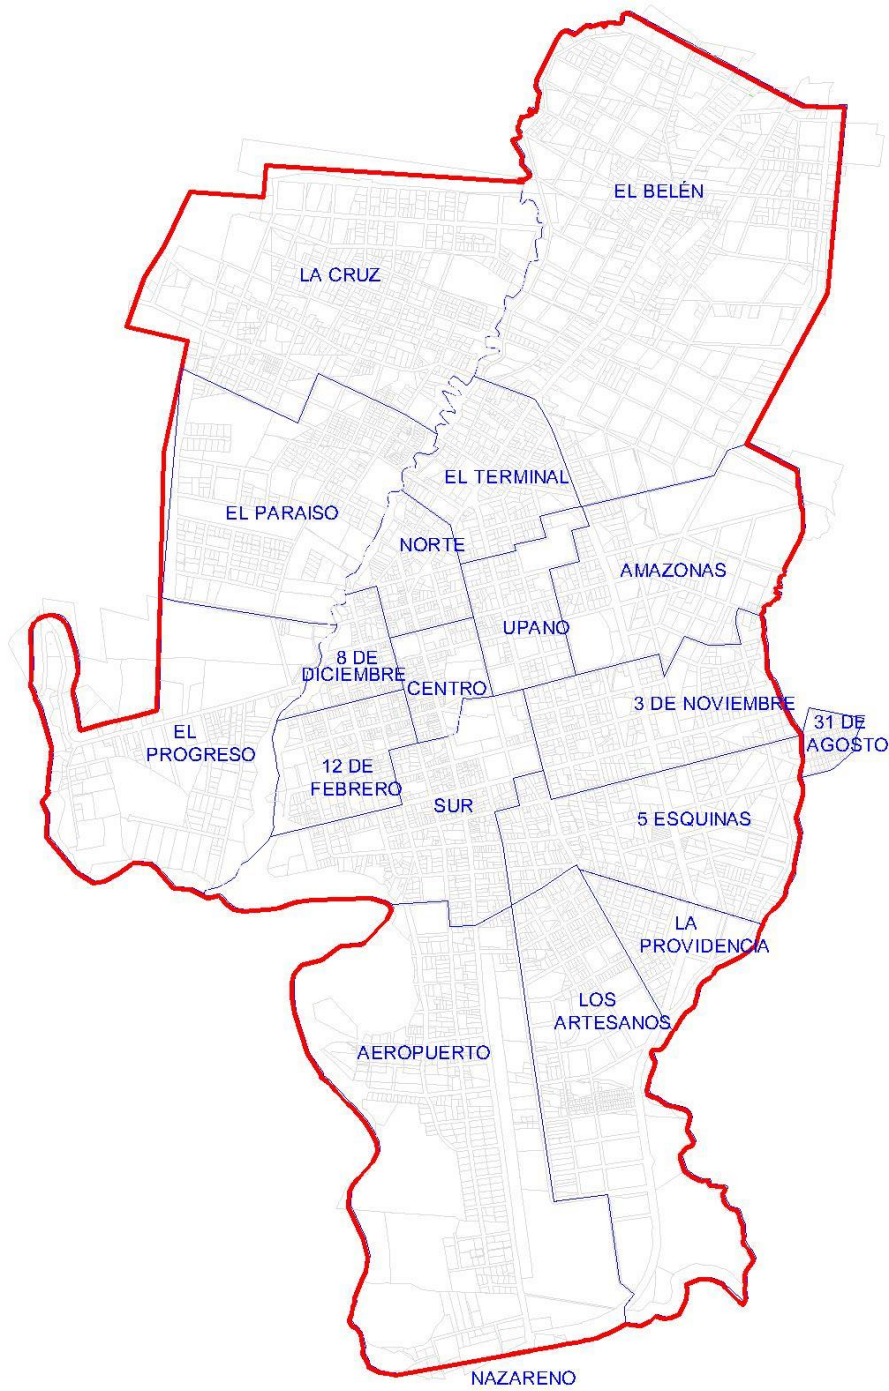 EL BELÉN
LA CRUZ
EL TERMINAL
EL PARAISO
NORTE
AMAZONAS
UPANO
8 DE
DICIEMBRE
CENTRO
3 DE NOVIEMBRE
31 DE
AGOSTO
EL
PROGRESO
12 DE
FEBRERO
SUR
5 ESQUINAS
LA
PROVIDENCIA
LOS
ARTESANOS
AEROPUERTO
NAZARENO